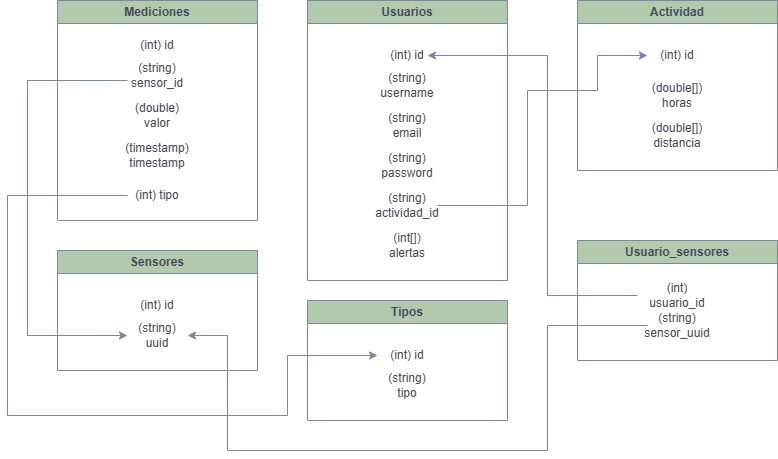 Mediciones
(int) id
(string)
sensor_id
(double)
valor
(timestamp)
timestamp
(int) tipo
Usuarios
(int) id
(string)
username
(string)
email
(string)
password
(string)
actividad_id
(int[])
alertas
Actividad
(int) id
(double[])
horas
(double[])
distancia
Sensores
(int) id
(string)
uuid
Tipos
(int) id
(string)
tipo
Usuario_sensores
(int)
usuario_id
(string)
sensor_uuid